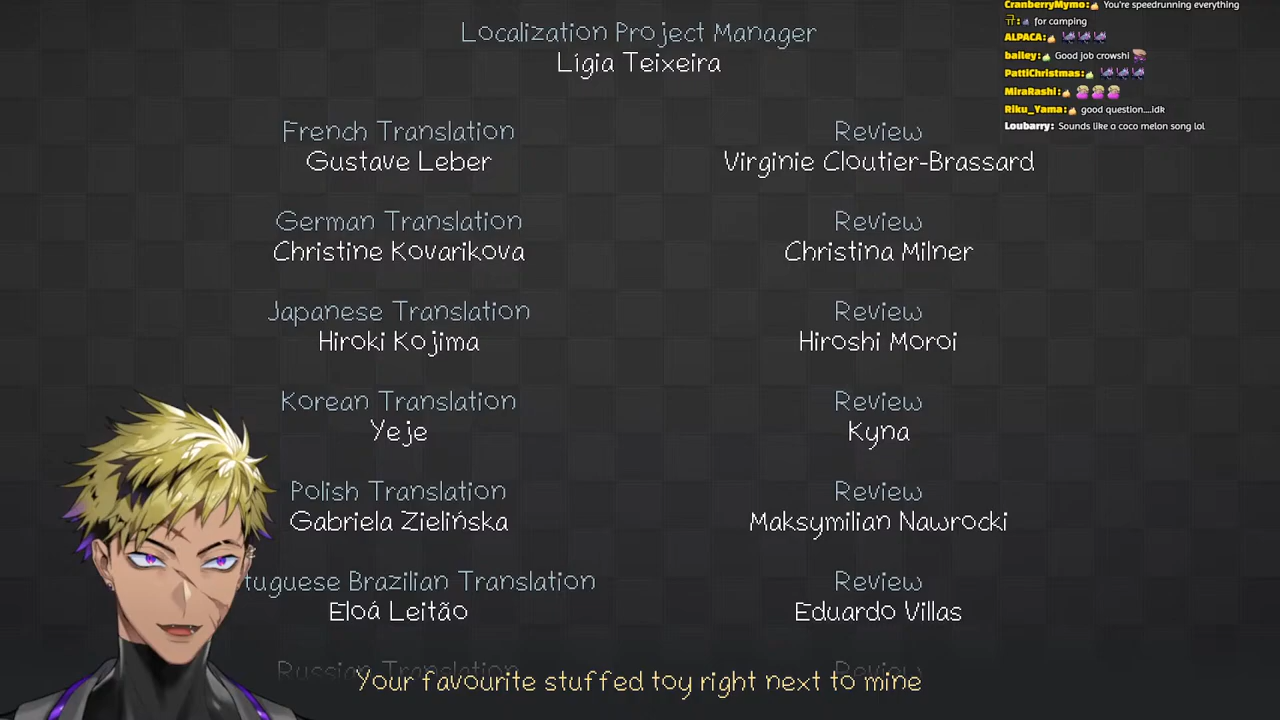 Localization Project Manager
Lígia Teixeira
French Translation
Gustave Leber
Review
Virginie Cloutier-Brassard
German Translation
Christine Kovarikova
Review
Christina Milner
Japanese Translation
Hiroki Kojima
Review
Hiroshi Moroi
Korean Translation
Yeje
Review
Kyna
Polish Translation
Gabriela Zielińska
Review
Maksymilian Nawrocki
tuguese Brazilian Translation
Eloá Leitão
Review
Eduardo Villas
Russian Translation
Review
Your favourite stuffed toy right next to mine
CranberryMymo: You're speedrunning everything
규: for camping
ALPACA:
bailey: Good job crowshi
PattiChristmas:
MiraRashi:
Riku_Yama: good question....idk
Loubarry: Sounds like a coco melon song lol